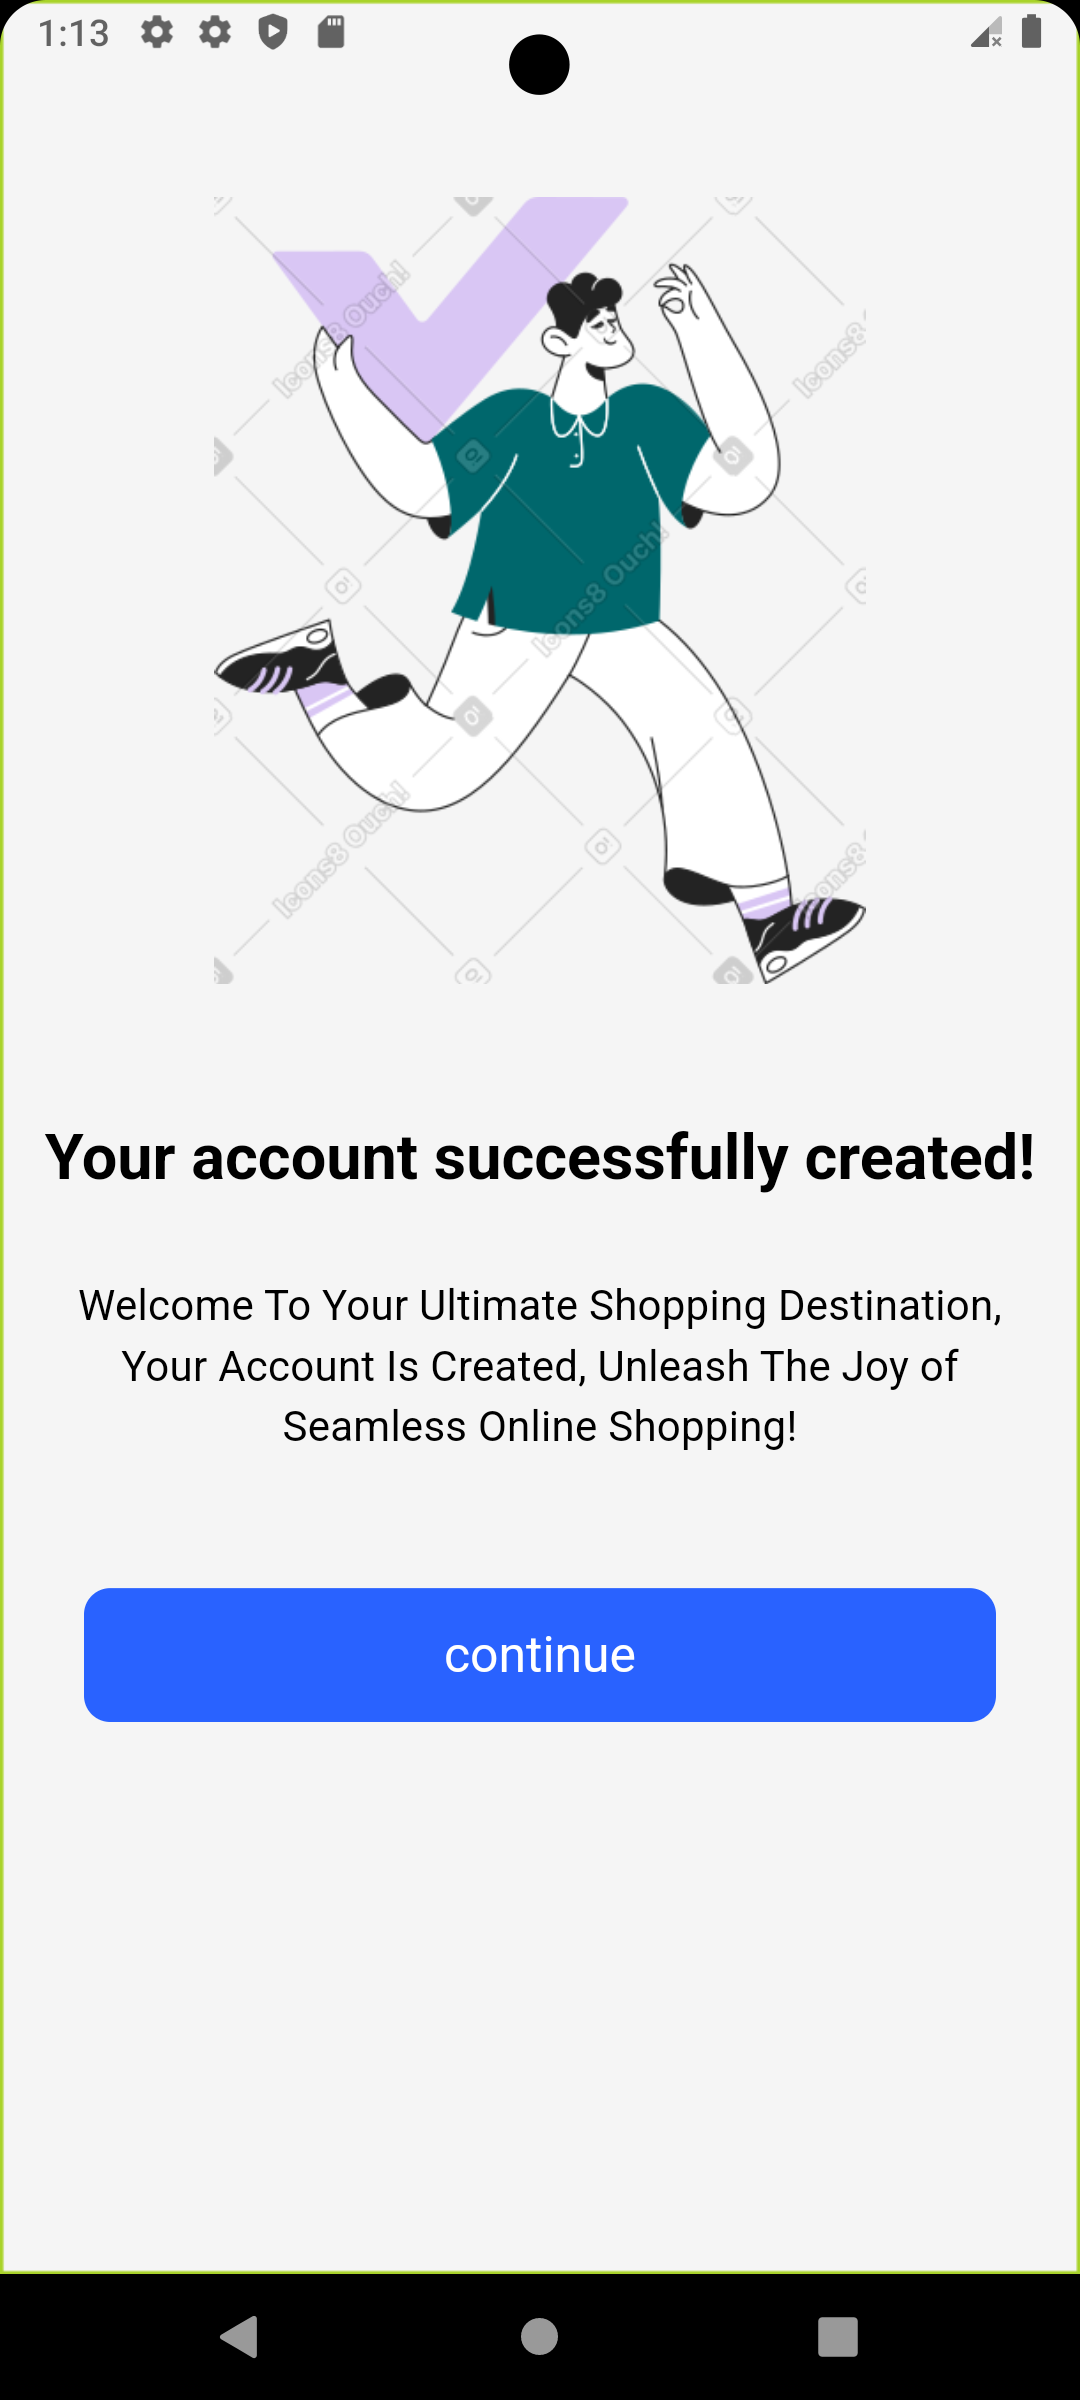 1:13
Icons8 Ouch!
Icons8
Icons8 Ouch!
Icons8 Ouch!
Icons8
Your account successfully created!
Welcome To Your Ultimate Shopping Destination,
Your Account Is Created, Unleash The Joy of
Seamless Online Shopping!
continue